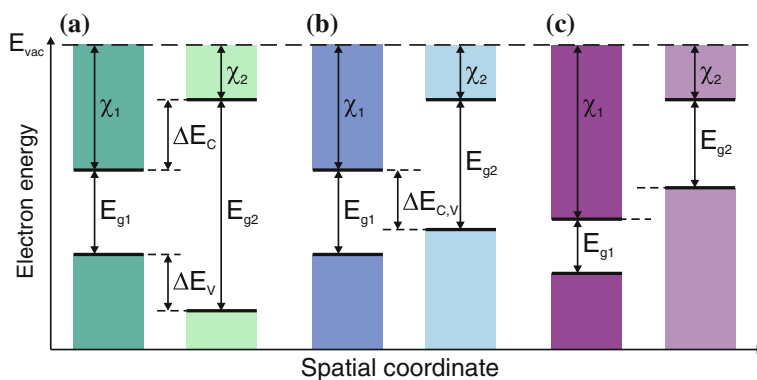 (a) (b) (c)
E_vac
χ₂ χ₂ χ₂
χ₁ χ₁ χ₁
ΔE_C
E_g2
E_g2
ΔE_C,V
E_g1 E_g2 E_g1
E_g1
ΔE_V
Electron energy
Spatial coordinate